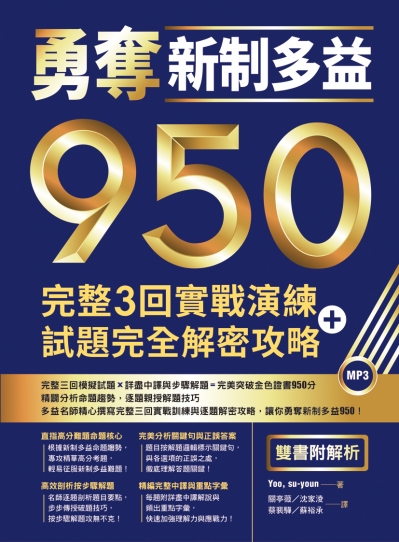 勇奪 新制多益
950
完整3回實戰演練
+
試題完全解密攻略
MP3
完整三回模擬試題×詳盡中譯與步驟解題=完美突破金色證書950分
精闢分析命題趨勢,逐題親授解題技巧
多益名師精心撰寫完整三回實戰訓練與逐題解密攻略,讓你勇奪新制多益950!
直指高分難題命題核心
根據新制多益命題趨勢,
專攻精華高分考題,
輕易征服新制多益難題!
完美分析關鍵句與正誤答案
題目按解題邏輯標示關鍵句,
與各選項的正誤之處,
徹底理解答題關鍵!
高效剖析按步驟解題
名師逐題剖析題目要點,
步步傳授破題技巧,
按步驟解題攻無不克!
精編完整中譯與重點字彙
每題附詳盡中譯解說與
頻出重點字彙,
快速加強理解力與應戰力!
雙書附解析
Yoo, su-youn 著
關亭薇/沈家淩
蔡裴驊/蘇裕承 譯